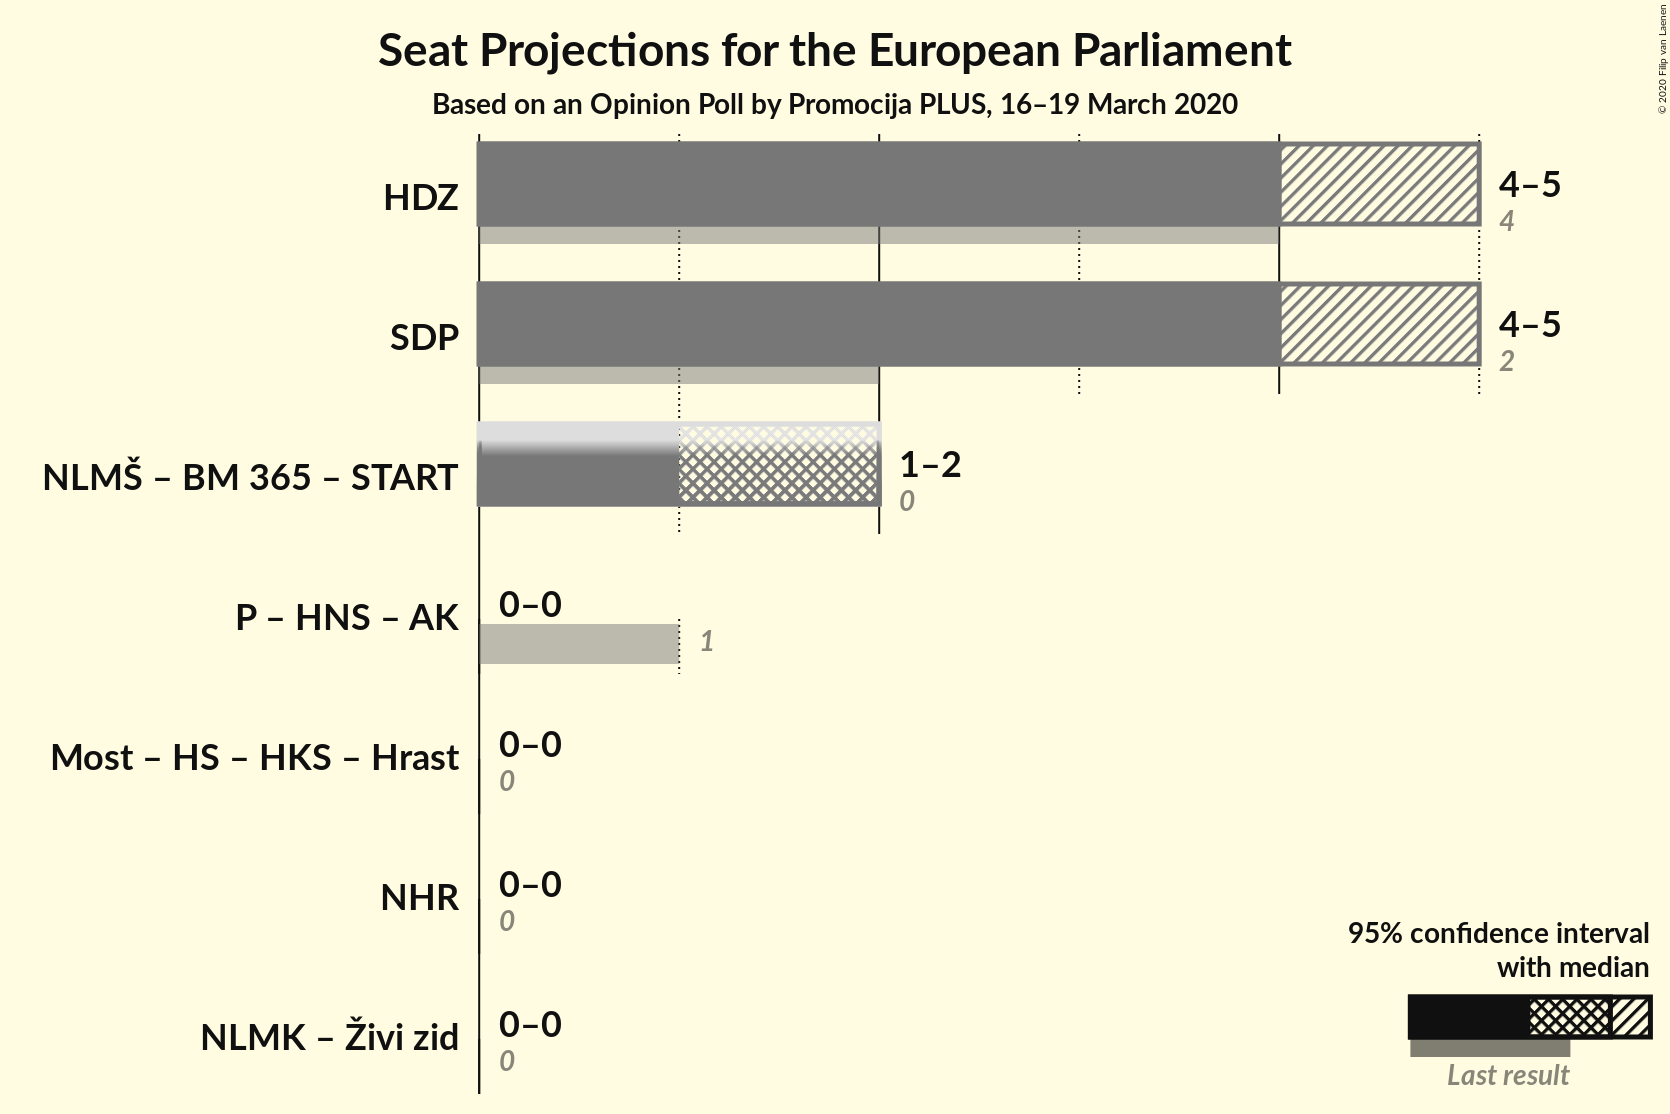 Seat Projections for the European Parliament
Based on an Opinion Poll by Promocija PLUS, 16–19 March 2020
© 2020 Filip van Laenen
HDZ
4–5
4
SDP
4–5
2
NLMŠ – BM 365 – START
1–2
0
P – HNS – AK
0–0
1
Most – HS – HKS – Hrast
0–0
0
NHR
0–0
0
NLMK – Živi zid
0–0
0
95% confidence interval
with median
Last result